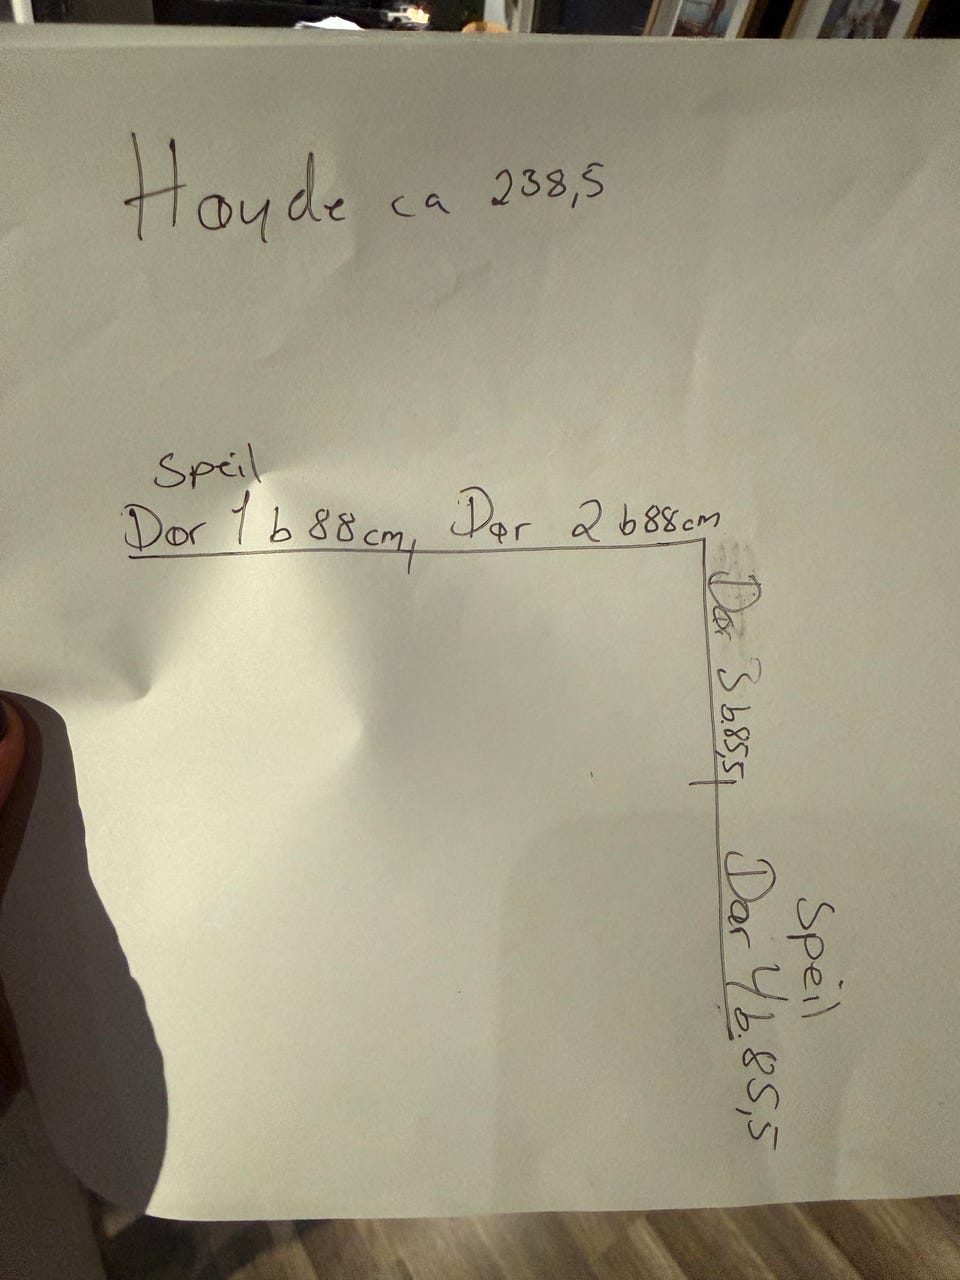 Høyde ca 238,5
Speil
Dør 1 b 88cm, Dør 2 b88cm
Dør 3 b.85,5
Speil
Dør 4 b.85,5